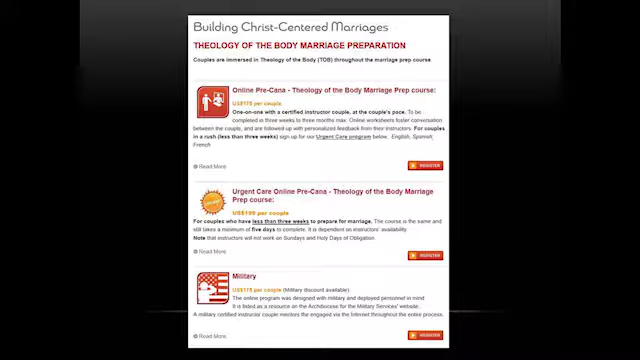 Building Christ-Centered Marriages
THEOLOGY OF THE BODY MARRIAGE PREPARATION
Couples are immersed in Theology of the Body (TOB) throughout the marriage prep course
Online Pre-Cana - Theology of the Body Marriage Prep course:
US$175 per couple
One-on-one with a certified instructor couple, at the couple's pace. To be
completed in three weeks to three months max. Online worksheets foster conversation
between the couple, and are followed up with personalized feedback from their instructors. For couples
in a rush (less than three weeks) sign up for our Urgent Care program below. English, Spanish,
French
Read More
REGISTER
Urgent Care Online Pre-Cana - Theology of the Body Marriage
Prep course:
US$199 per couple
For couples who have less than three weeks to prepare for marriage. The course is the same and
still takes a minimum of five days to complete. It is dependent on instructors' availability.
Note that instructors will not work on Sundays and Holy Days of Obligation.
Read More
REGISTER
Military
US$175 per couple (Military discount available)
The online program was designed with military and deployed personnel in mind
It is listed as a resource on the Archdiocese for the Military Services' website.
A military certified instructor couple mentors the engaged via the Internet throughout the entire process.
Read More
REGISTER